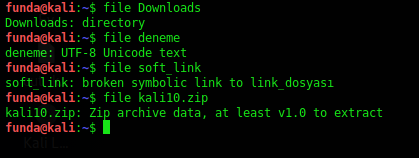 funda@kali:~$ file Downloads
Downloads: directory
funda@kali:~$ file deneme
deneme: UTF-8 Unicode text
funda@kali:~$ file soft_link
soft_link: broken symbolic link to link_dosyası
funda@kali:~$ file kali10.zip
kali10.zip: Zip archive data, at least v1.0 to extract
funda@kali:~$